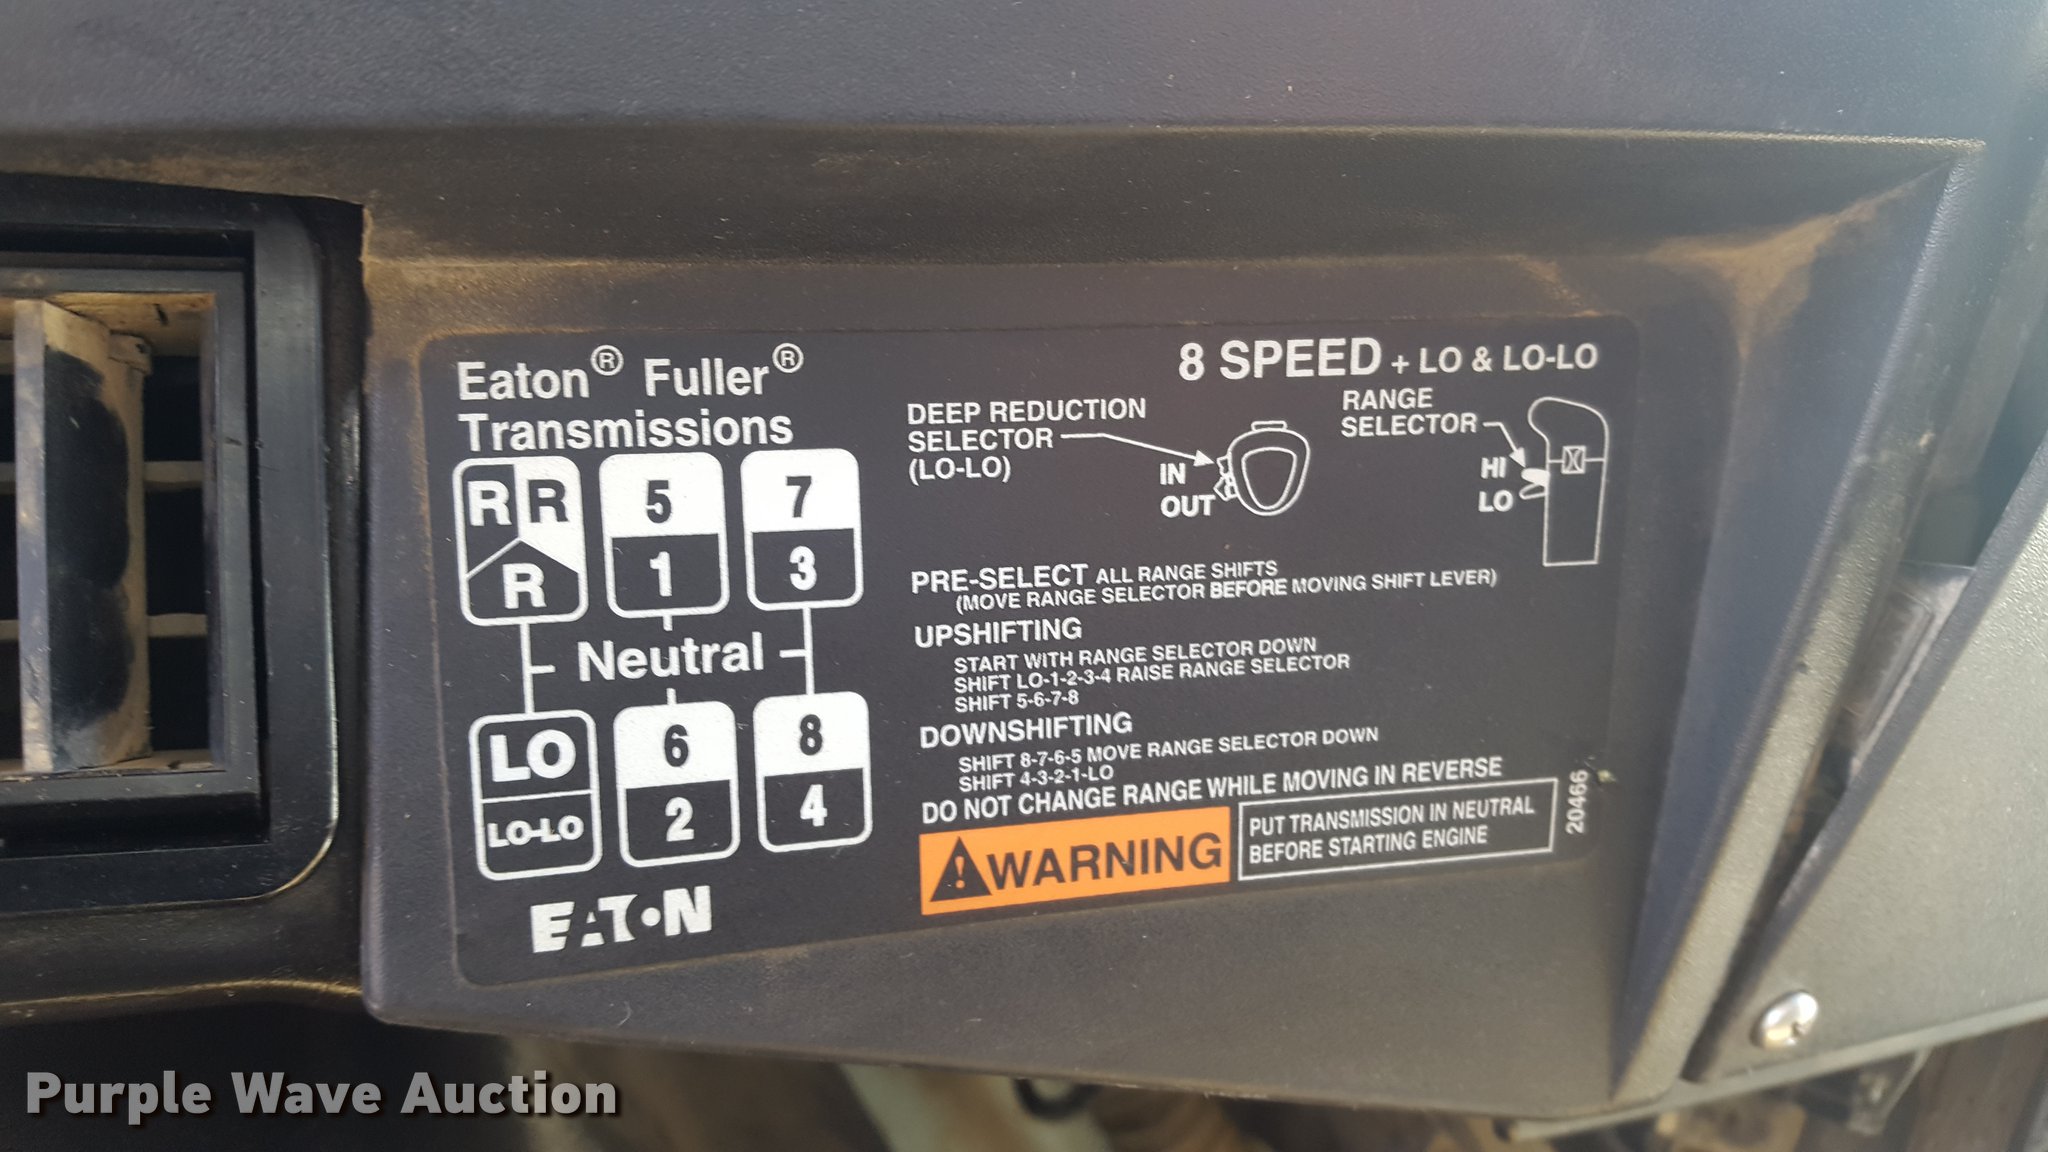 Eaton® Fuller®
Transmissions
R R
R
5
1
7
3
Neutral
LO
LO-LO
6
2
8
4
EATON
8 SPEED + LO & LO-LO
DEEP REDUCTION
SELECTOR
(LO-LO)
IN
OUT
RANGE
SELECTOR
HI
LO
PRE-SELECT ALL RANGE SHIFTS
(MOVE RANGE SELECTOR BEFORE MOVING SHIFT LEVER)
UPSHIFTING
START WITH RANGE SELECTOR DOWN
SHIFT LO-1-2-3-4 RAISE RANGE SELECTOR
SHIFT 5-6-7-8
DOWNSHIFTING
SHIFT 8-7-6-5 MOVE RANGE SELECTOR DOWN
SHIFT 4-3-2-1-LO
DO NOT CHANGE RANGE WHILE MOVING IN REVERSE
WARNING
PUT TRANSMISSION IN NEUTRAL
BEFORE STARTING ENGINE
20466
Purple Wave Auction